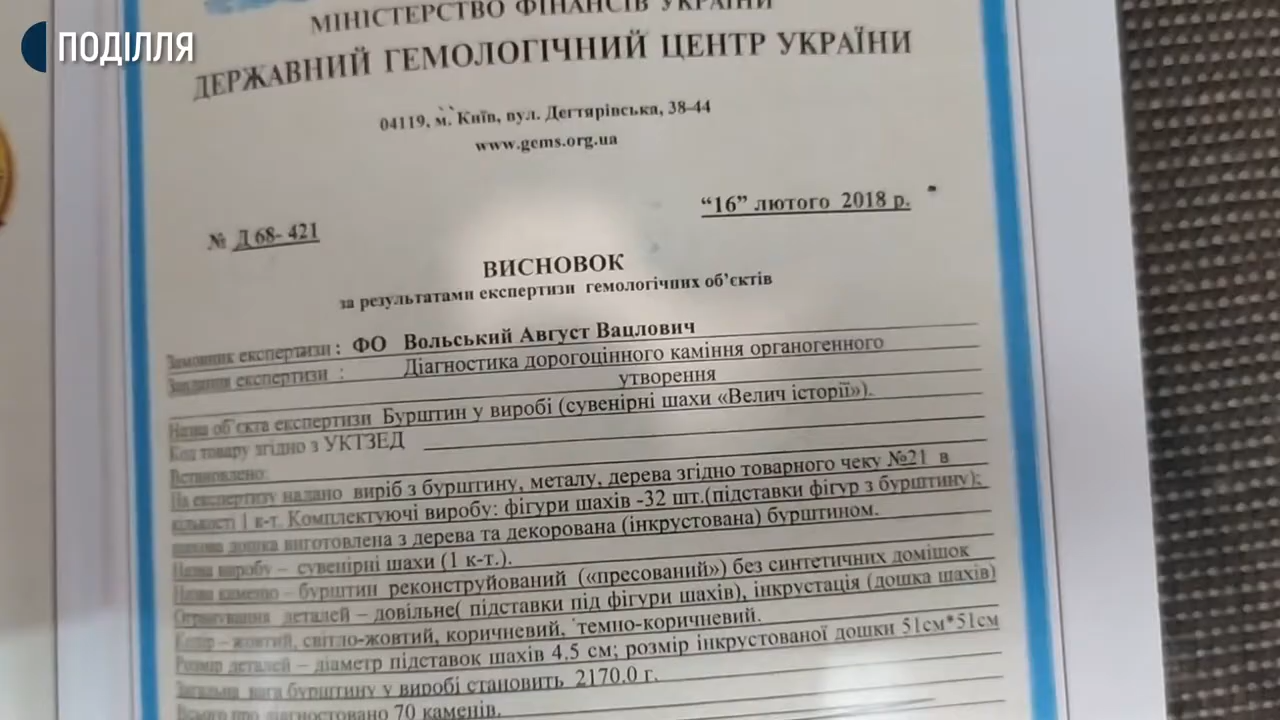 ПОДІЛЛЯ
МІНІСТЕРСТВО ФІНАНСІВ УКРАЇНИ
ДЕРЖАВНИЙ ГЕМОЛОГІЧНИЙ ЦЕНТР УКРАЇНИ
04119, м. Київ, вул. Дегтярівська, 38-44
www.gems.org.ua
“16” лютого 2018 р.
№ Д 68- 421
ВИСНОВОК
за результатами експертизи гемологічних об’єктів
Замовник експертизи : ФО Вольський Август Вацлович
Завдання експертизи : Діагностика дорогоцінного каміння органогенного
утворення
Назва об’єкта експертизи Бурштин у виробі (сувенірні шахи «Велич історії»).
Код товару згідно з УКТЗЕД
Встановлено:
На експертизу надано виріб з бурштину, металу, дерева згідно товарного чеку №21 в
кількості 1 к-т. Комплектуючі виробу: фігури шахів -32 шт.(підставки фігур з бурштину);
шахова дошка виготовлена з дерева та декорована (інкрустована) бурштином.
Назва виробу – сувенірні шахи (1 к-т.).
Назва каменю – бурштин реконструйований («пресований») без синтетичних домішок
Огранування деталей – довільне( підставки під фігури шахів), інкрустація (дошка шахів)
Колір – жовтий, світло-жовтий, коричневий, темно-коричневий.
Розмір деталей – діаметр підставок шахів 4,5 см; розмір інкрустованої дошки 51см*51см
Загальна вага бурштину у виробі становить 2170.0 г.
Всього про діагностовано 70 каменів.